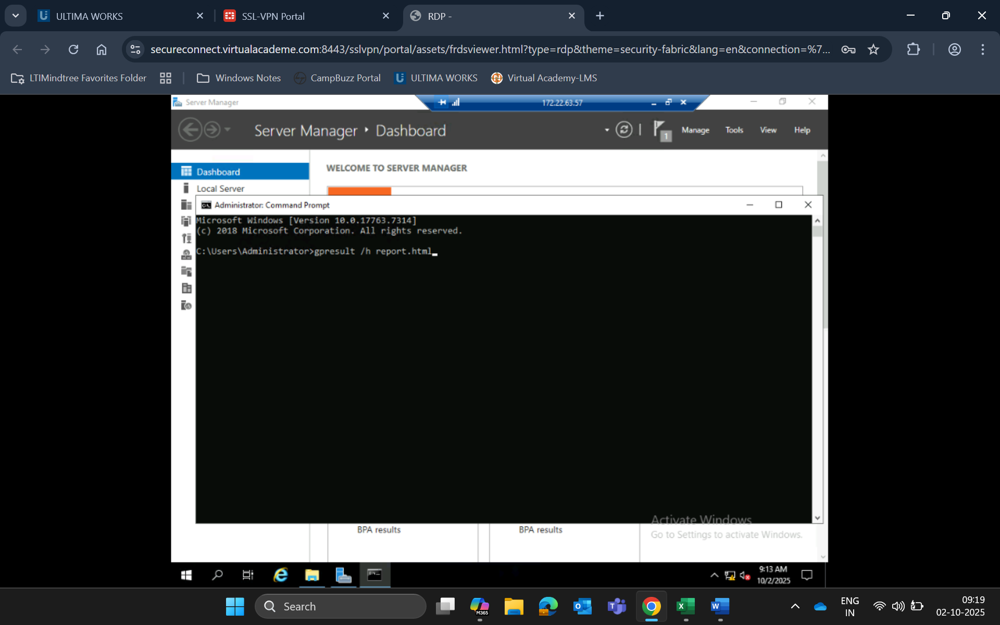 ULTIMA WORKS
SSL-VPN Portal
RDP -
secureconnect.virtualacademe.com:8443/sslvpn/portal/assets/frdsviewer.html?type=rdp&theme=security-fabric&lang=en&connection=%7...
LTIMindtree Favorites Folder
Windows Notes
CampBuzz Portal
ULTIMA WORKS
Virtual Academy-LMS
Server Manager
172.22.63.57
Server Manager ‣ Dashboard
1
Manage
Tools
View
Help
Dashboard
Local Server
WELCOME TO SERVER MANAGER
Administrator: Command Prompt
Microsoft Windows [Version 10.0.17763.7314]
(c) 2018 Microsoft Corporation. All rights reserved.
C:\Users\Administrator>gpresult /h report.html_
Activate Windows
Go to Settings to activate Windows.
BPA results
BPA results
9:13 AM
10/2/2025
Search
M365
ENG
IN
09:19
02-10-2025